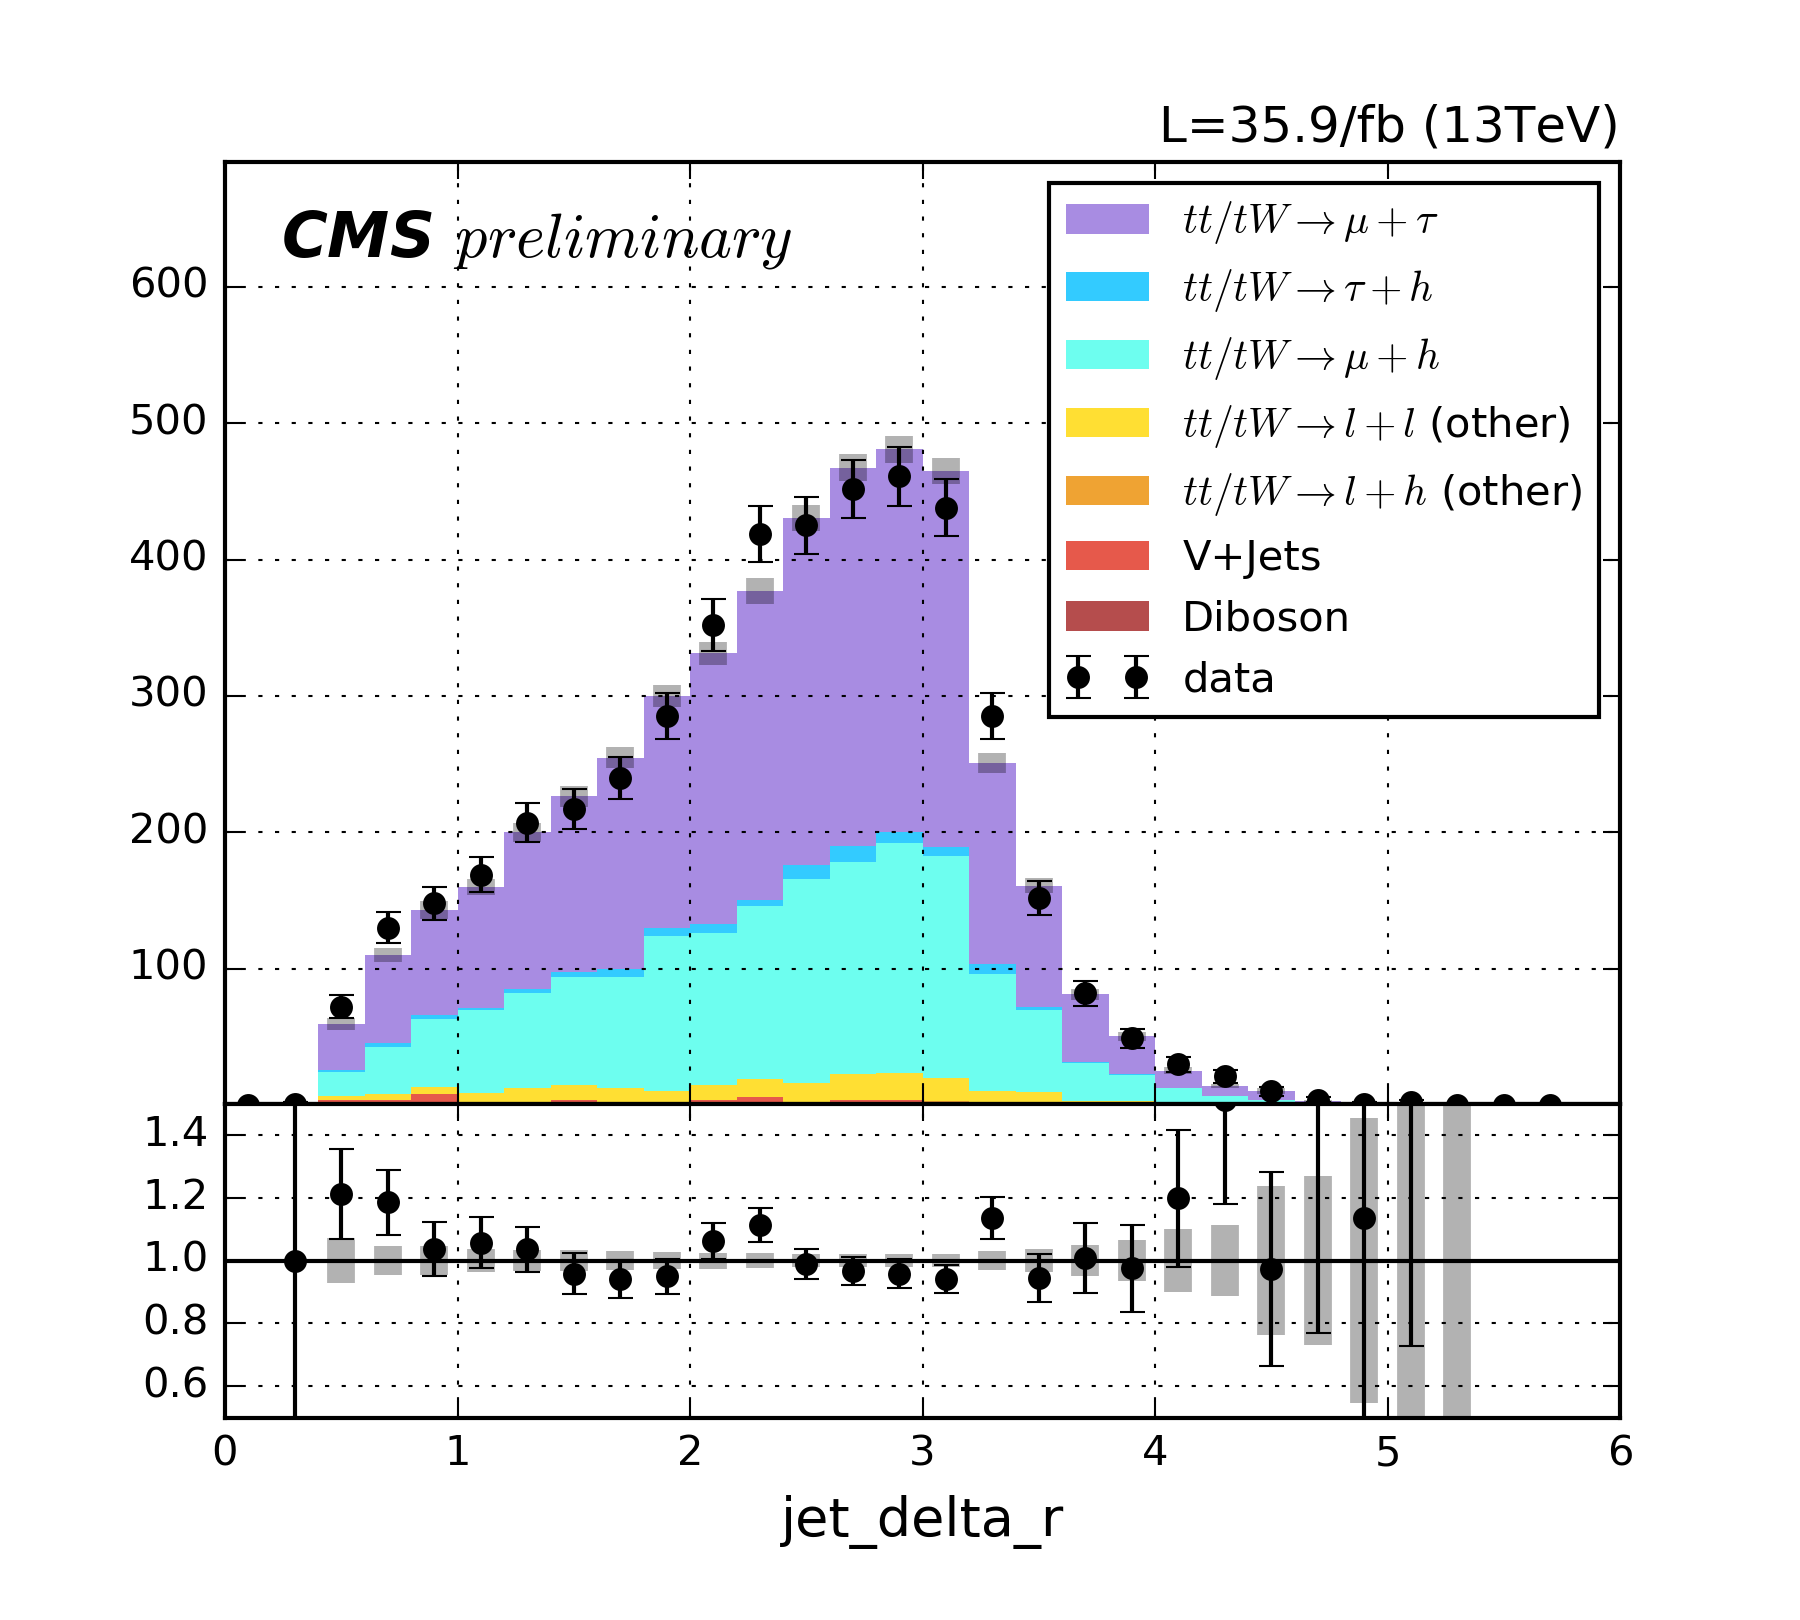 L=35.9/fb (13TeV)
CMS preliminary
tt/tW → μ + τ
tt/tW → τ + h
tt/tW → μ + h
tt/tW → l + l (other)
tt/tW → l + h (other)
V+Jets
Diboson
data
600
500
400
300
200
100
1.4
1.2
1.0
0.8
0.6
0 1 2 3 4 5 6
jet_delta_r